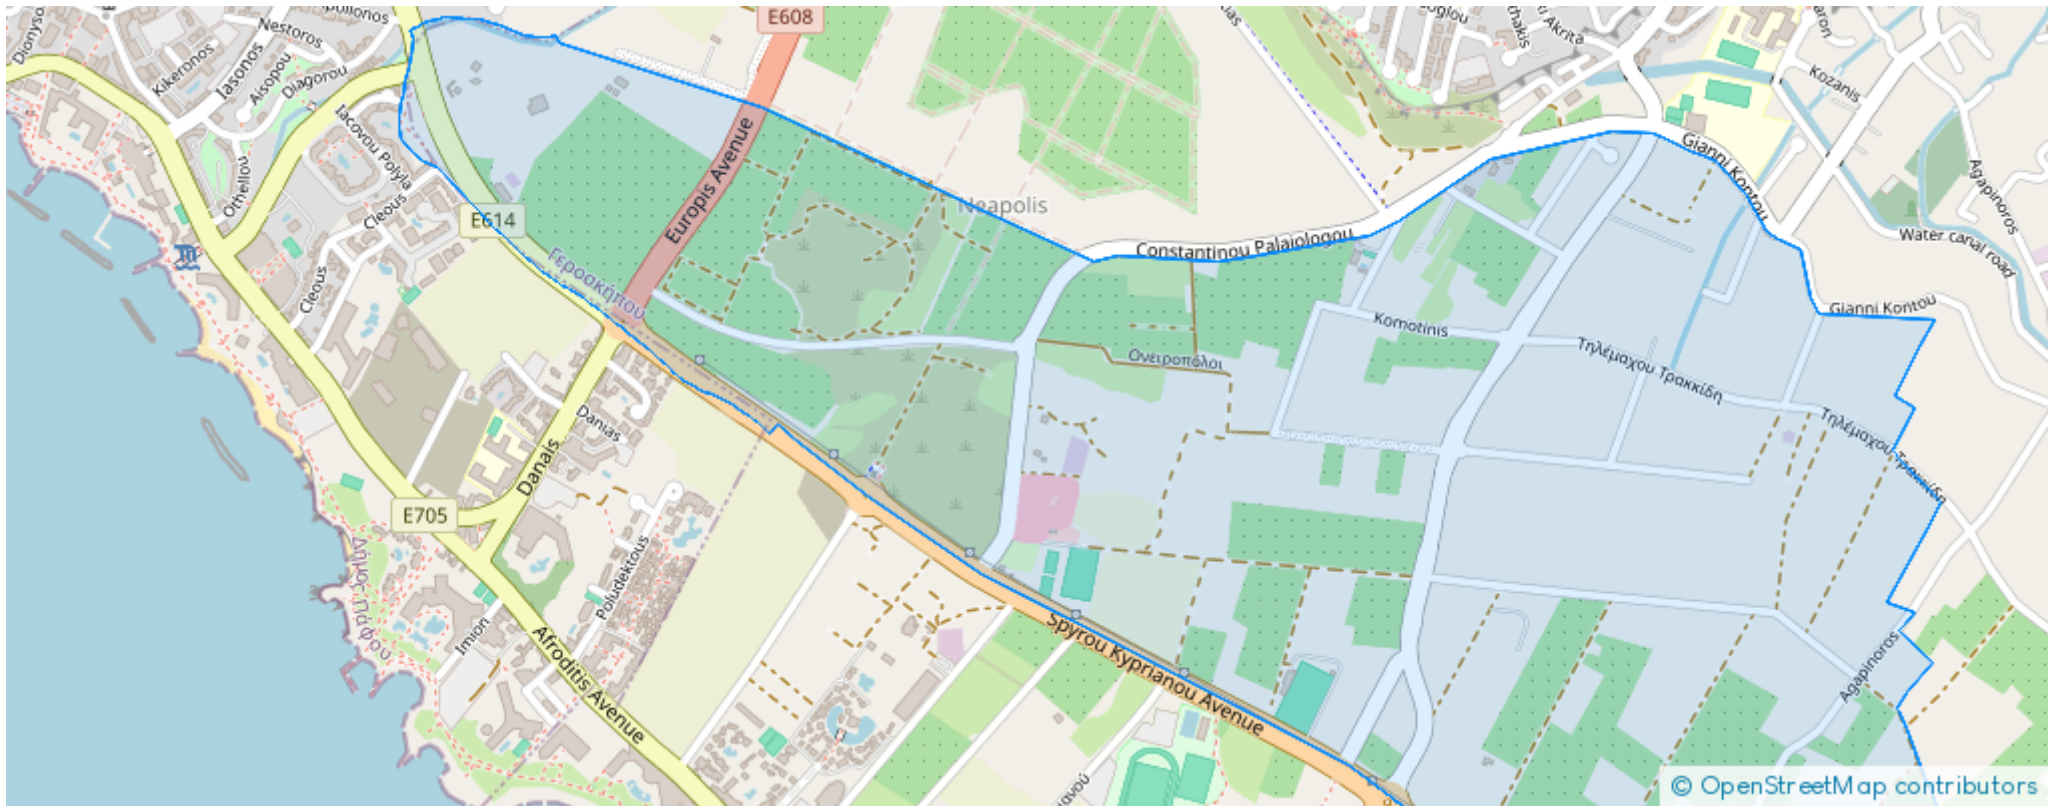 E608
Nestoros
Kikeronos
Iasonos
Aisopou
Diagorou
Iacovou Polyla
Othellou
Cleous
Cleous
E614
Γεροσκήπου
Europis Avenue
Neapolis
Constantinou Palaiologou
Akrita
Kozanis
Gianni Kontou
Agapinoros
Water canal road
Gianni Kontou
Komotinis
Ονειροπόλοι
Τηλέμαχου Τρακκίδη
Τηλέμαχου Τρακκίδη
Danias
Danais
E705
Δήμος Πάφου
Poludektous
Imion
Afroditis Avenue
Spyrou Kyprianou Avenue
Agapinoros
© OpenStreetMap contributors